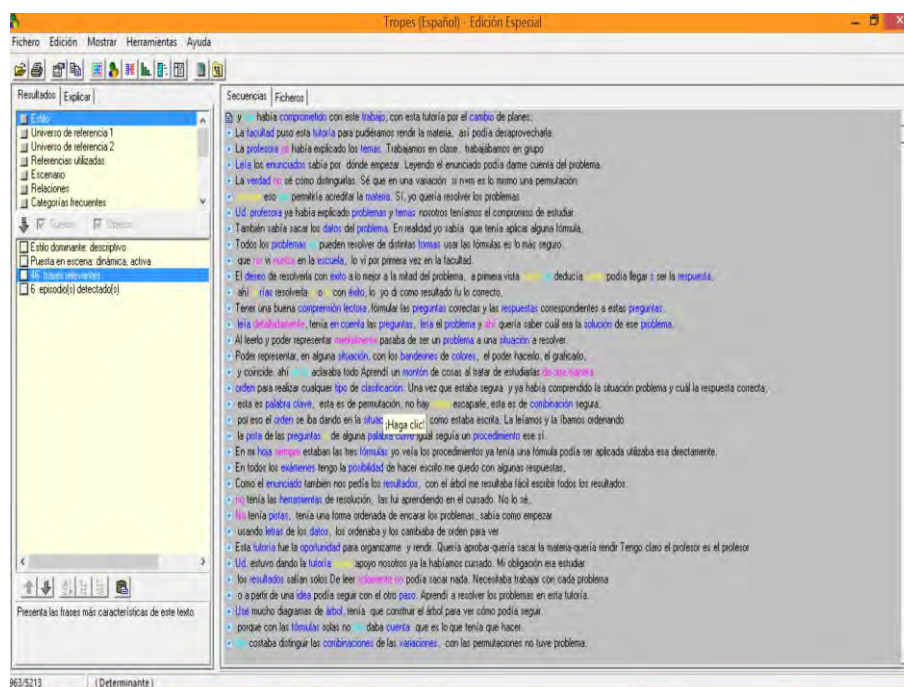 Tropes (Español) - Edición Especial
Fichero Edición Mostrar Herramientas Ayuda
Resultados Explicar
Estilo
Universo de referencia 1
Universo de referencia 2
Referencias utilizadas
Escenario
Relaciones
Categorías frecuentes
Sujetos Objetos
Estilo dominante: descriptivo
Puesta en escena: dinámica, activa
46 frases relevantes
6 episodio(s) detectado(s)
Presenta las frases más características de este texto
Secuencias Ficheros
y había comprometido con este trabajo, con esta tutoría por el cambio de planes,
La facultad puso esta tutoría para pudiéramos rendir la materia, así podía desaprovecharla.
La profesora ya había explicado los temas. Trabajamos en clase, trabajábamos en grupo
Leía los enunciados sabía por dónde empezar. Leyendo el enunciado podía darme cuenta del problema.
La verdad no sé cómo distinguirlas. Sé que en una variación si n=m es lo mismo una permutación
eso permitiría acreditar la materia. Sí, yo quería resolver los problemas
Ud. profesora ya había explicado problemas y temas nosotros teníamos el compromiso de estudiar.
También sabía sacar los datos del problema. En realidad yo sabía que tenía aplicar alguna fórmula,
Todos los problemas pueden resolver de distintas formas usar las fórmulas es lo más seguro.
que no vi nunca en la escuela, lo vi por primera vez en la facultad.
El deseo de resolverla con éxito a lo mejor a la mitad del problema, a primera vista deducía podía llegar s ser la respuesta,
ahí rías resolverla o con éxito, lo yo di como resultado fu lo correcto,
Tener una buena comprensión lectora, fórmular las preguntas correctas y las respuestas correspondientes a estas preguntas,
leía detalladamente, tenía en cuenta las preguntas, leía el problema y ahí quería saber cuál era la solución de ese problema.
Al leerlo y poder representar mentalmente pasaba de ser un problema a una situación a resolver.
Poder representar, en alguna situación, con los banderines de colores, el poder hacerlo, el graficarlo,
y coincide, ahí aclaraba todo Aprendí un montón de cosas al tratar de estudiarlas de otra manera
orden para realizar cualquier tipo de clasificación. Una vez que estaba segura y ya había comprendido la situación problema y cuál la respuesta correcta,
esta es palabra clave, esta es de permutación, no hay escaparle, esta es de combinación segura,
por eso el orden se iba dando en la situac ¡Haga clic! como estaba escrita. La leíamos y la íbamos ordenando
la pista de las preguntas de alguna palabra clave igual seguía un procedimiento ese sí.
En mi hoja siempre estaban las tres fórmulas yo veía los procedimientos ya tenía una fórmula podía ser aplicada utilizaba esa directamente.
En todos los exámenes tengo la posibilidad de hacer escrito me quedo con algunas respuestas,
Como el enunciado también nos pedía los resultados, con el árbol me resultaba fácil escribir todos los resultados.
no tenía las herramientas de resolución, las fui aprendiendo en el cursado. No lo sé,
No tenía pistas, tenía una forma ordenada de encarar los problemas, sabía como empezar
usando letras de los datos, los ordenaba y los cambiaba de orden para ver
Esta tutoría fue la oportunidad para organizarme y rendir. Quería aprobar-quería sacar la materia-quería rendir Tengo claro el profesor es el profesor
Ud. estuvo dando la tutoría apoyo nosotros ya la habíamos cursado. Mi obligación era estudiar
los resultados salían solos De leer solamente no podía sacar nada. Necesitaba trabajar con cada problema
o a partir de una idea podía seguir con el otro paso. Aprendí a resolver los problemas en esta tutoría.
Use mucho diagramas de árbol, tenía que construir el árbol para ver cómo podía seguir.
porque con las fórmulas solas no daba cuenta que es lo que tenía que hacer.
costaba distinguir las combinaciones de las variaciones, con las permutaciones no tuve problema.
963/5213 (Determinante)